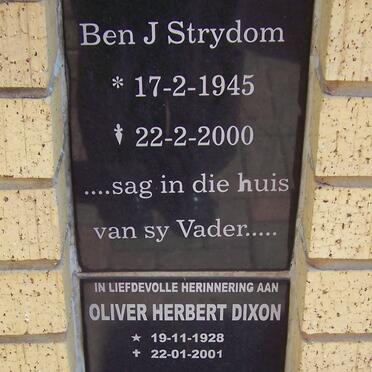 Ben J Strydom
* 17-2-1945
✝ 22-2-2000
....sag in die huis
van sy Vader.....
IN LIEFDEVOLLE HERINNERING AAN
OLIVER HERBERT DIXON
★ 19-11-1928
✝ 22-01-2001